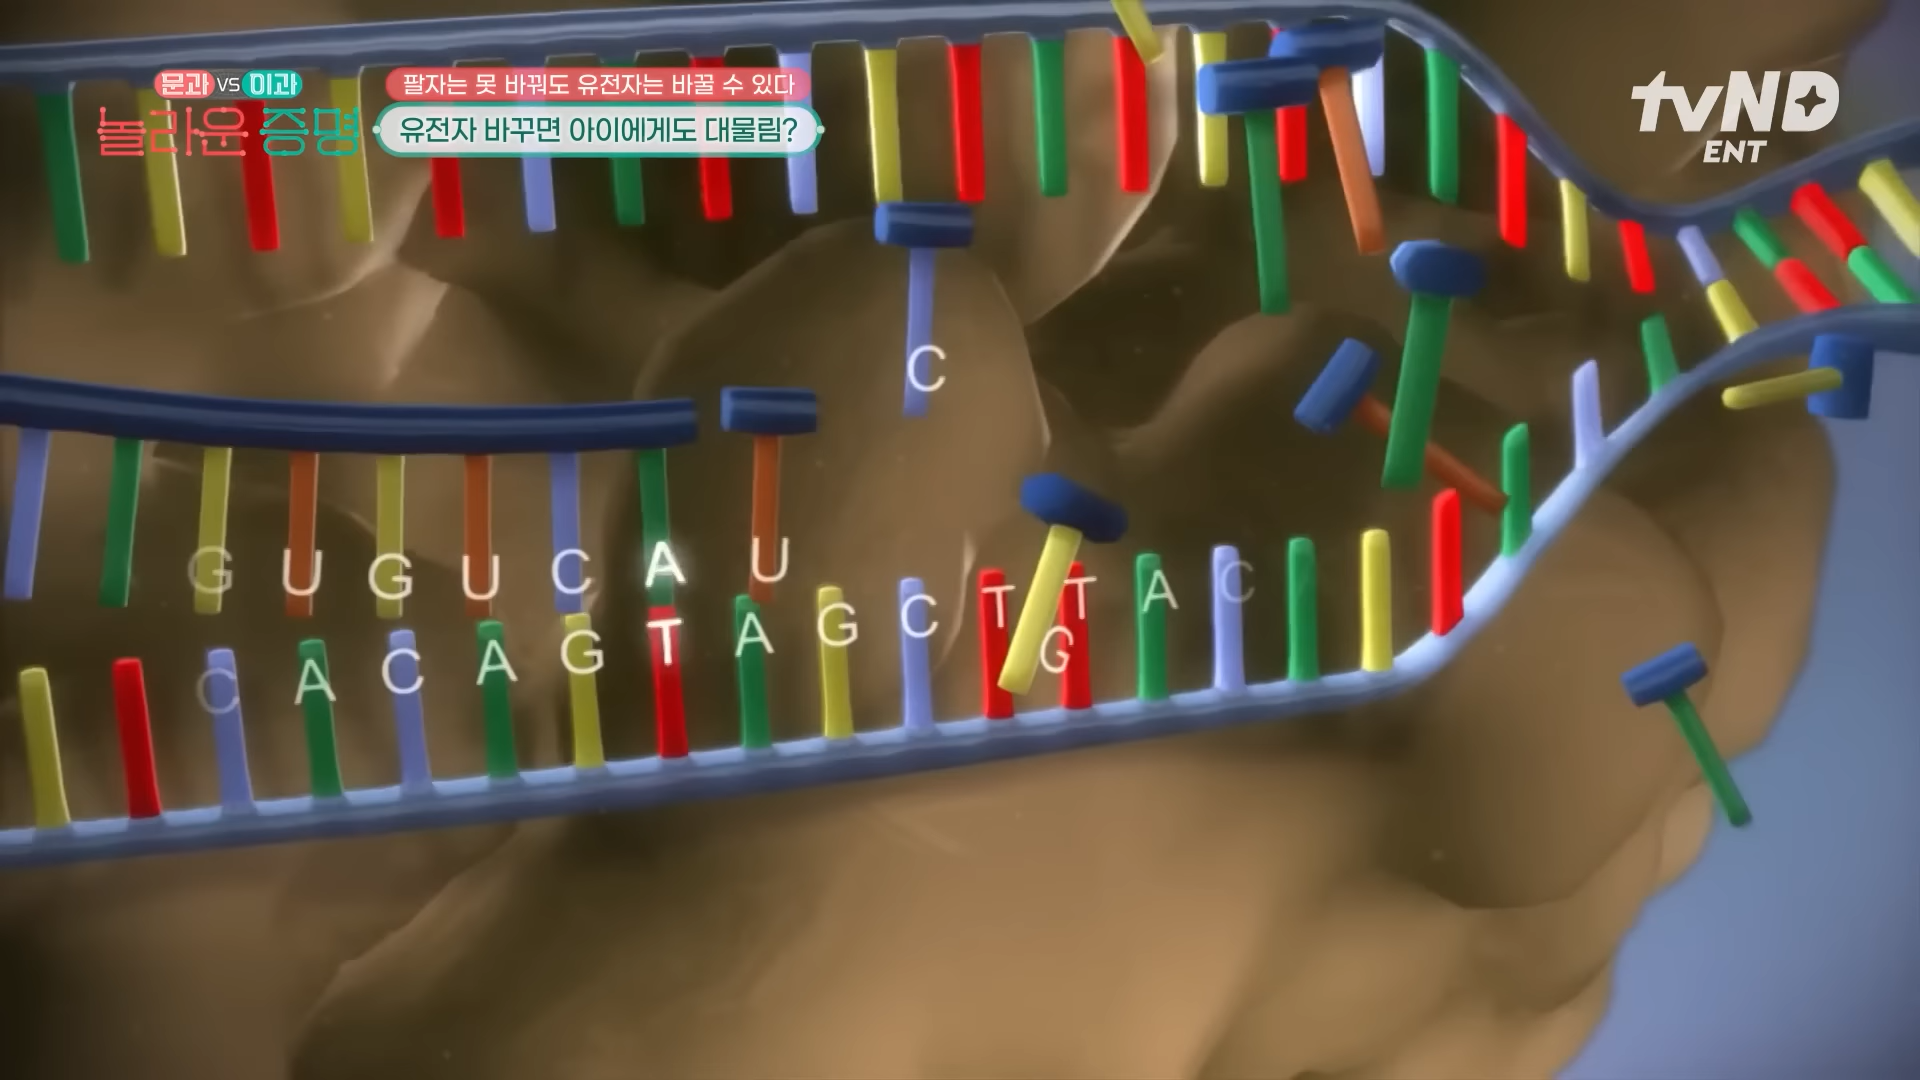 문과 VS 이과
놀라운 증명
팔자는 못 바꿔도 유전자는 바꿀 수 있다
유전자 바꾸면 아이에게도 대물림?
tvND
ENT
C
G U G U C A U
C A C A G T A G C T T A C
G